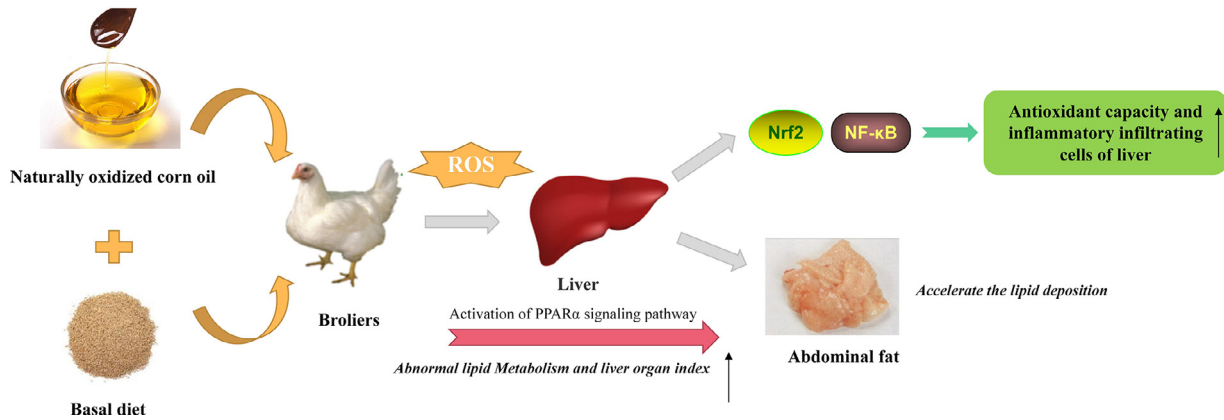 Naturally oxidized corn oil
Basal diet
Broliers
ROS
Liver
Activation of PPARα signaling pathway
Abnormal lipid Metabolism and liver organ index
Nrf2
NF-κB
Antioxidant capacity and
inflammatory infiltrating
cells of liver
Abdominal fat
Accelerate the lipid deposition